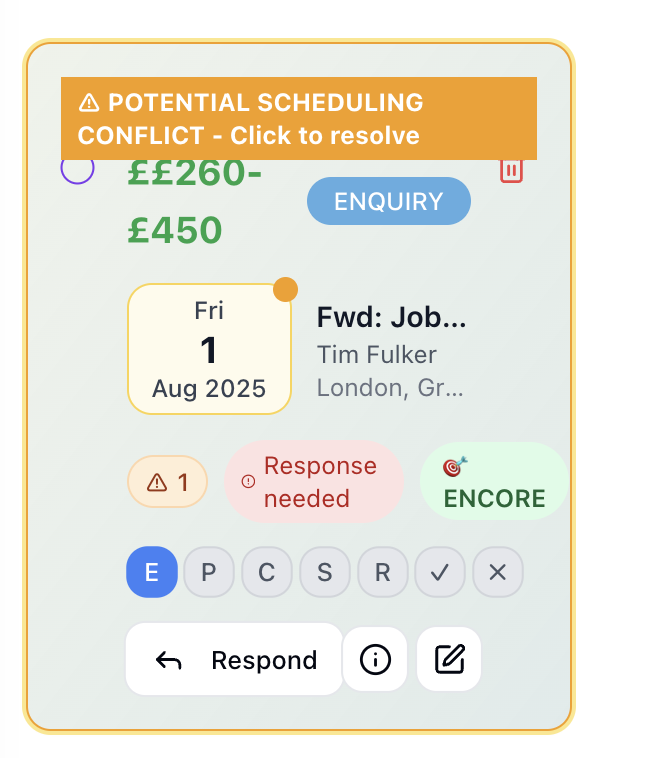 ⚠ POTENTIAL SCHEDULING
CONFLICT - Click to resolve
££260-
£450
ENQUIRY
Fri
1
Aug 2025
Fwd: Job...
Tim Fulker
London, Gr...
⚠ 1
Response
needed
🎯
ENCORE
E P C S R ✓ ✕
Respond